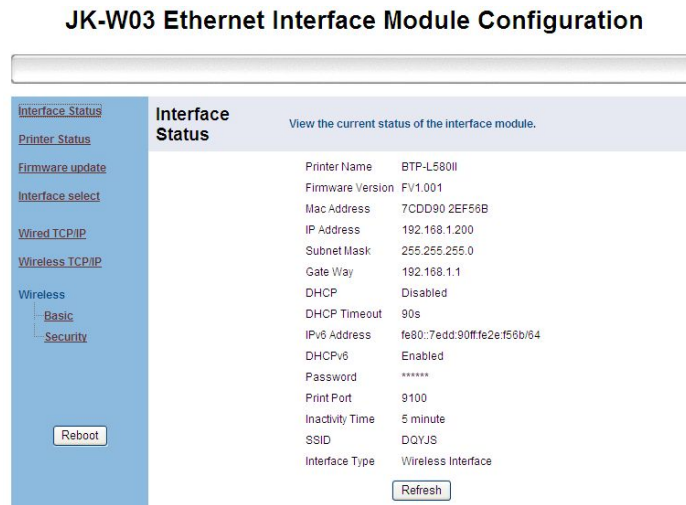 JK-W03 Ethernet Interface Module Configuration
Interface Status
Printer Status
Firmware update
Interface select
Wired TCP/IP
Wireless TCP/IP
Wireless
Basic
Security
Reboot
Interface
Status
View the current status of the interface module.
Printer Name BTP-L580II
Firmware Version FV1.001
Mac Address 7CDD90 2EF56B
IP Address 192.168.1.200
Subnet Mask 255.255.255.0
Gate Way 192.168.1.1
DHCP Disabled
DHCP Timeout 90s
IPv6 Address fe80::7edd:90ff:fe2e:f56b/64
DHCPv6 Enabled
Password ******
Print Port 9100
Inactivity Time 5 minute
SSID DQYJS
Interface Type Wireless Interface
Refresh